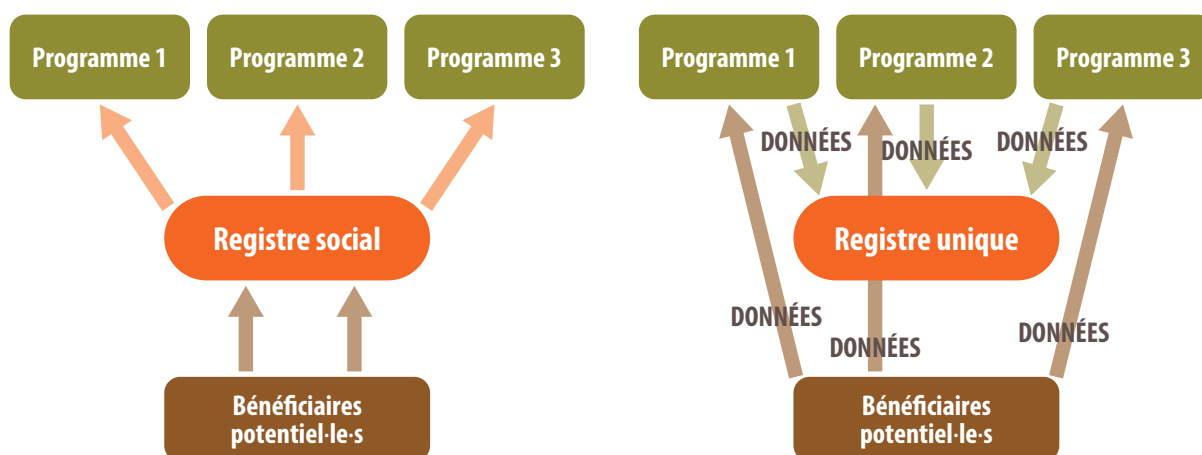 Programme 1
Programme 2
Programme 3
Registre social
Bénéficiaires
potentiel·le·s
Programme 1
Programme 2
Programme 3
DONNÉES
DONNÉES
DONNÉES
Registre unique
DONNÉES
DONNÉES
DONNÉES
Bénéficiaires
potentiel·le·s